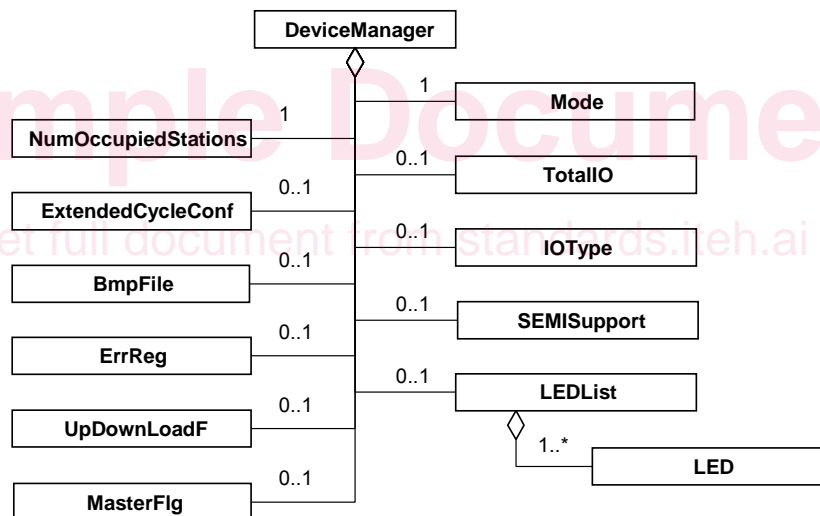 DeviceManager
1
Mode
1
NumOccupiedStations
0..1
TotalIO
0..1
ExtendedCycleConf
0..1
IOType
0..1
BmpFile
0..1
SEMISupport
0..1
ErrReg
0..1
LEDList
0..1
UpDownLoadF
1..*
LED
0..1
MasterFlg
mple Docume
et full document from standards.iteh.ai